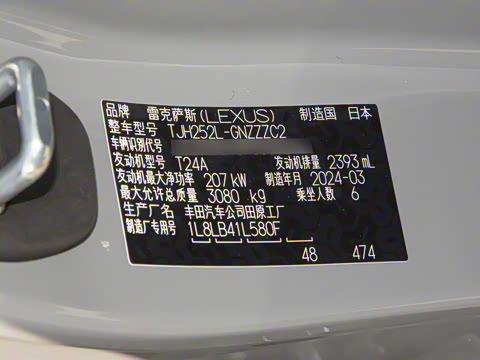 品牌 雷克萨斯(LEXUS) 制造国 日本
整车型号 TJH252L-GNZZZC2
车辆识别代号
发动机型号 T24A 发动机排量 2393 mL
发动机最大净功率 207 kW 制造年月 2024-03
最大允许总质量 3080 kg 乘坐人数 6
生产厂名 丰田汽车公司田原工厂
制造厂专用号 1L8LB41L580F
48 474